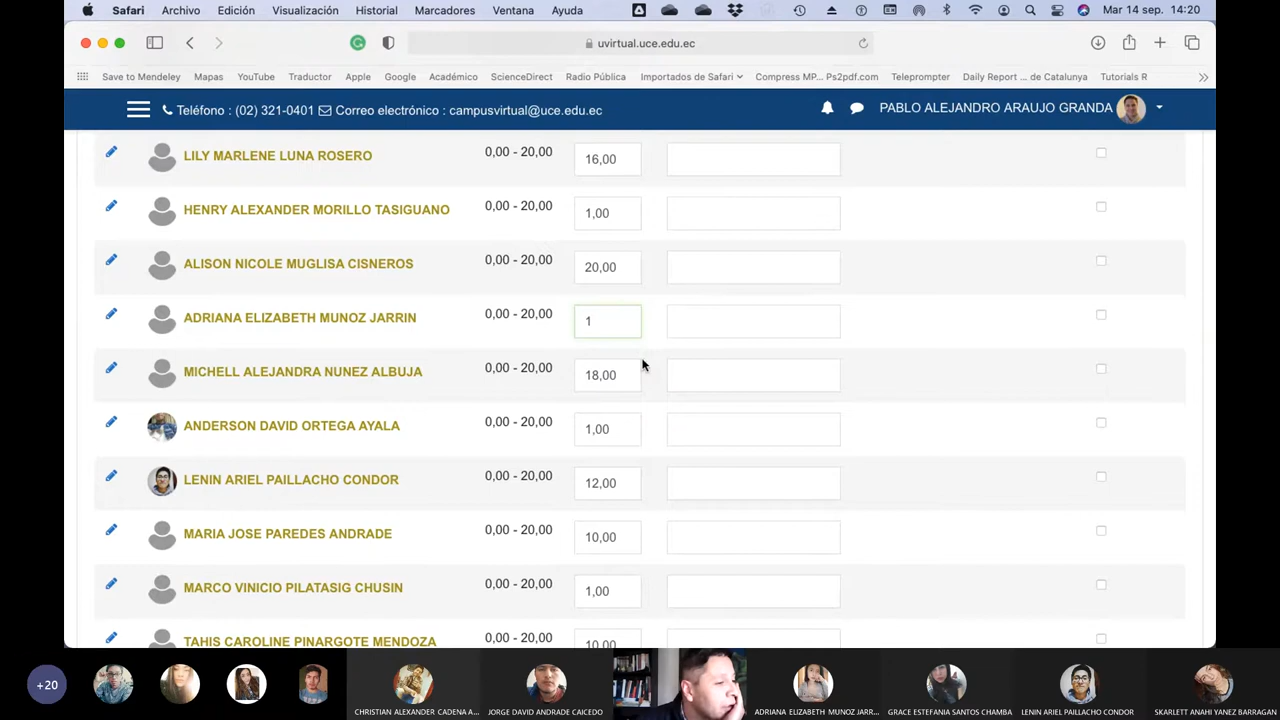 Safari Archivo Edición Visualización Historial Marcadores Ventana Ayuda Mar 14 sep. 14:20
uvirtual.uce.edu.ec
Save to Mendeley Mapas YouTube Traductor Apple Google Académico ScienceDirect Radio Pública Importados de Safari Compress MP... Ps2pdf.com Teleprompter Daily Report ... de Catalunya Tutorials R
Teléfono : (02) 321-0401 Correo electrónico : campusvirtual@uce.edu.ec PABLO ALEJANDRO ARAUJO GRANDA
LILY MARLENE LUNA ROSERO 0,00 - 20,00 16,00
HENRY ALEXANDER MORILLO TASIGUANO 0,00 - 20,00 1,00
ALISON NICOLE MUGLISA CISNEROS 0,00 - 20,00 20,00
ADRIANA ELIZABETH MUNOZ JARRIN 0,00 - 20,00 1
MICHELL ALEJANDRA NUNEZ ALBUJA 0,00 - 20,00 18,00
ANDERSON DAVID ORTEGA AYALA 0,00 - 20,00 1,00
LENIN ARIEL PAILLACHO CONDOR 0,00 - 20,00 12,00
MARIA JOSE PAREDES ANDRADE 0,00 - 20,00 10,00
MARCO VINICIO PILATASIG CHUSIN 0,00 - 20,00 1,00
TAHIS CAROLINE PINARGOTE MENDOZA 0,00 - 20,00 10,00
+20
CHRISTIAN ALEXANDER CADENA A... JORGE DAVID ANDRADE CAICEDO ADRIANA ELIZABETH MUNOZ JARR... GRACE ESTEFANIA SANTOS CHAMBA LENIN ARIEL PAILLACHO CONDOR SKARLETT ANAHI YANEZ BARRAGAN